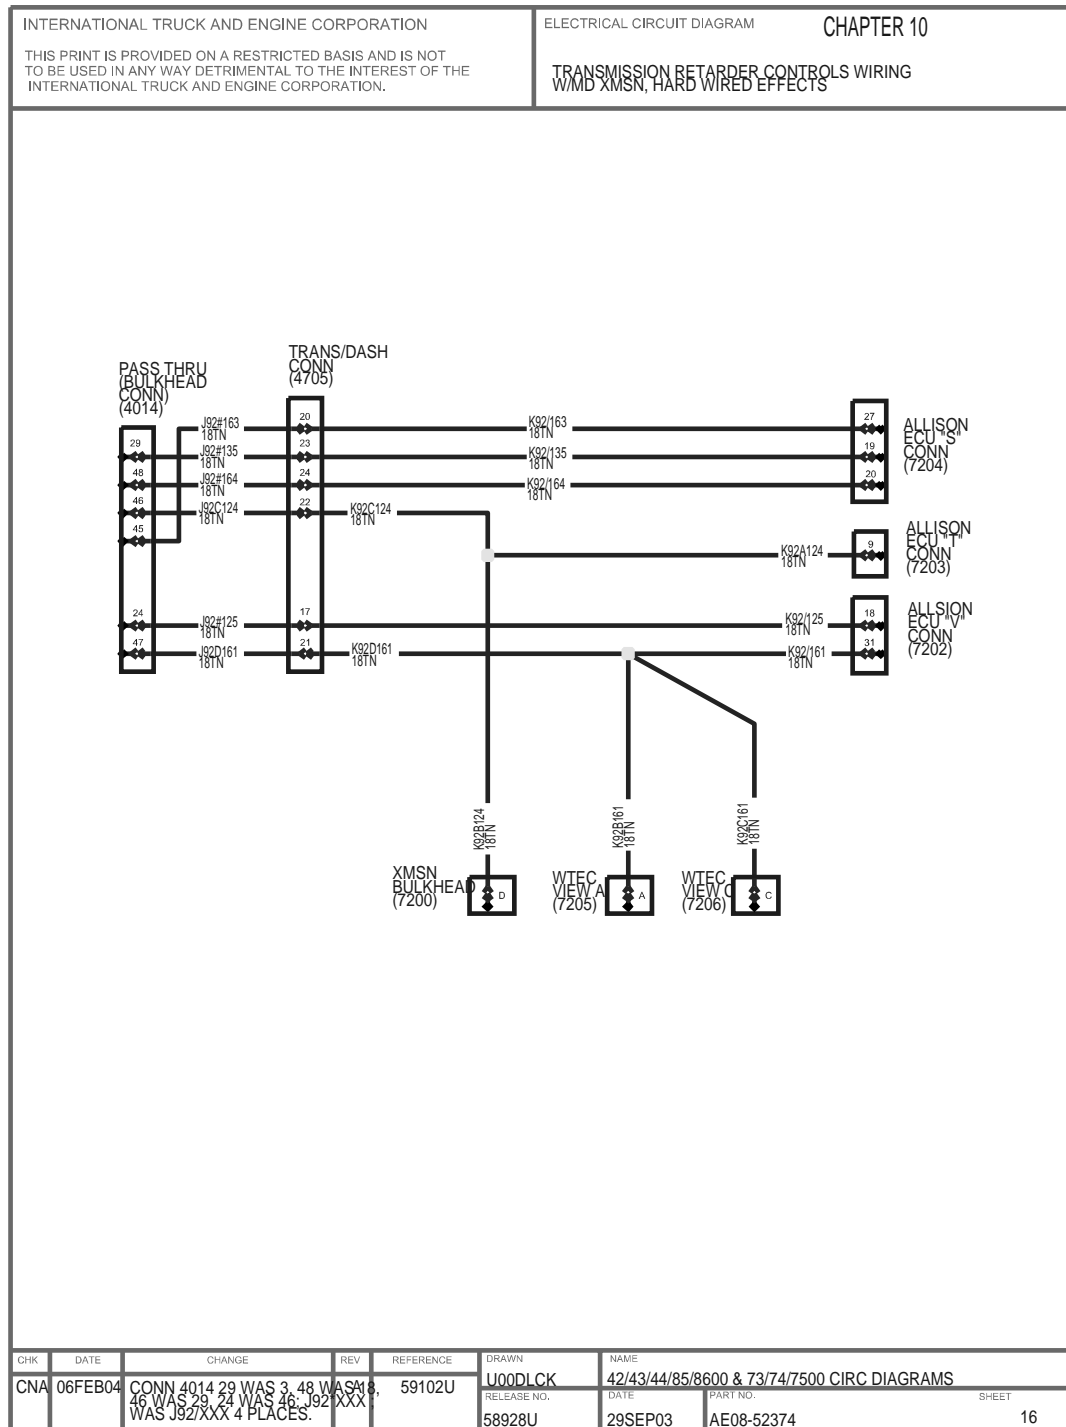 INTERNATIONAL TRUCK AND ENGINE CORPORATION
THIS PRINT IS PROVIDED ON A RESTRICTED BASIS AND IS NOT
TO BE USED IN ANY WAY DETRIMENTAL TO THE INTEREST OF THE
INTERNATIONAL TRUCK AND ENGINE CORPORATION.
ELECTRICAL CIRCUIT DIAGRAM
CHAPTER 10
TRANSMISSION RETARDER CONTROLS WIRING
W/MD XMSN, HARD WIRED EFFECTS
PASS THRU
(BULKHEAD
CONN)
(4014)
TRANS/DASH
CONN
(4705)
J92#163
18TN
20
K92/163
18TN
27
29
J92#135
18TN
23
K92/135
18TN
19
48
J92#164
18TN
24
K92/164
18TN
20
ALLISON
ECU "S"
CONN
(7204)
46
J92C124
18TN
22
K92C124
18TN
45
K92A124
18TN
9
ALLISON
ECU "T"
CONN
(7203)
24
J92#125
18TN
17
K92/125
18TN
18
47
J92D161
18TN
21
K92D161
18TN
K92/161
18TN
31
ALLSION
ECU "V"
CONN
(7202)
K92B124
18TN
K92B161
18TN
K92C161
18TN
XMSN
BULKHEAD
(7200)
D
WTEC
VIEW A
(7205)
A
WTEC
VIEW C
(7206)
C
CHK
DATE
CHANGE
REV
REFERENCE
CNA
06FEB04
CONN 4014 29 WAS 3, 48 WAS 18,
46 WAS 29, 24 WAS 46; J92*XXX
WAS J92/XXX 4 PLACES.
A
59102U
DRAWN
U00DLCK
NAME
42/43/44/85/8600 & 73/74/7500 CIRC DIAGRAMS
RELEASE NO.
58928U
DATE
29SEP03
PART NO.
AE08-52374
SHEET
16